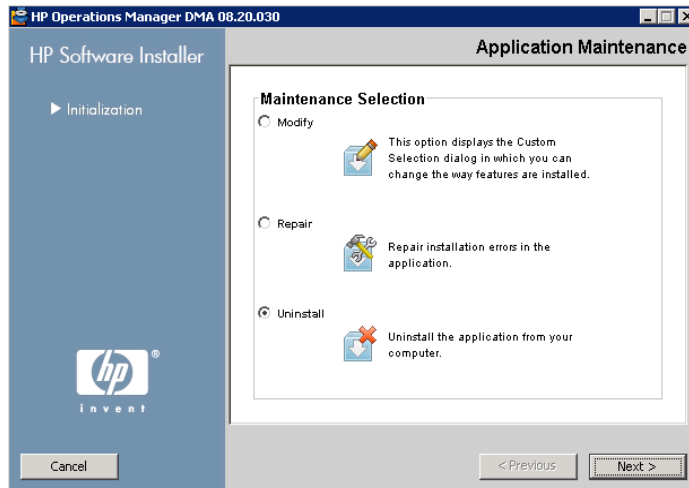 HP Operations Manager DMA 08.20.030
HP Software Installer
Application Maintenance
Initialization
Maintenance Selection
Modify
This option displays the Custom
Selection dialog in which you can
change the way features are installed.
Repair
Repair installation errors in the
application.
Uninstall
Uninstall the application from your
computer.
hp
®
invent
Cancel
< Previous
Next >